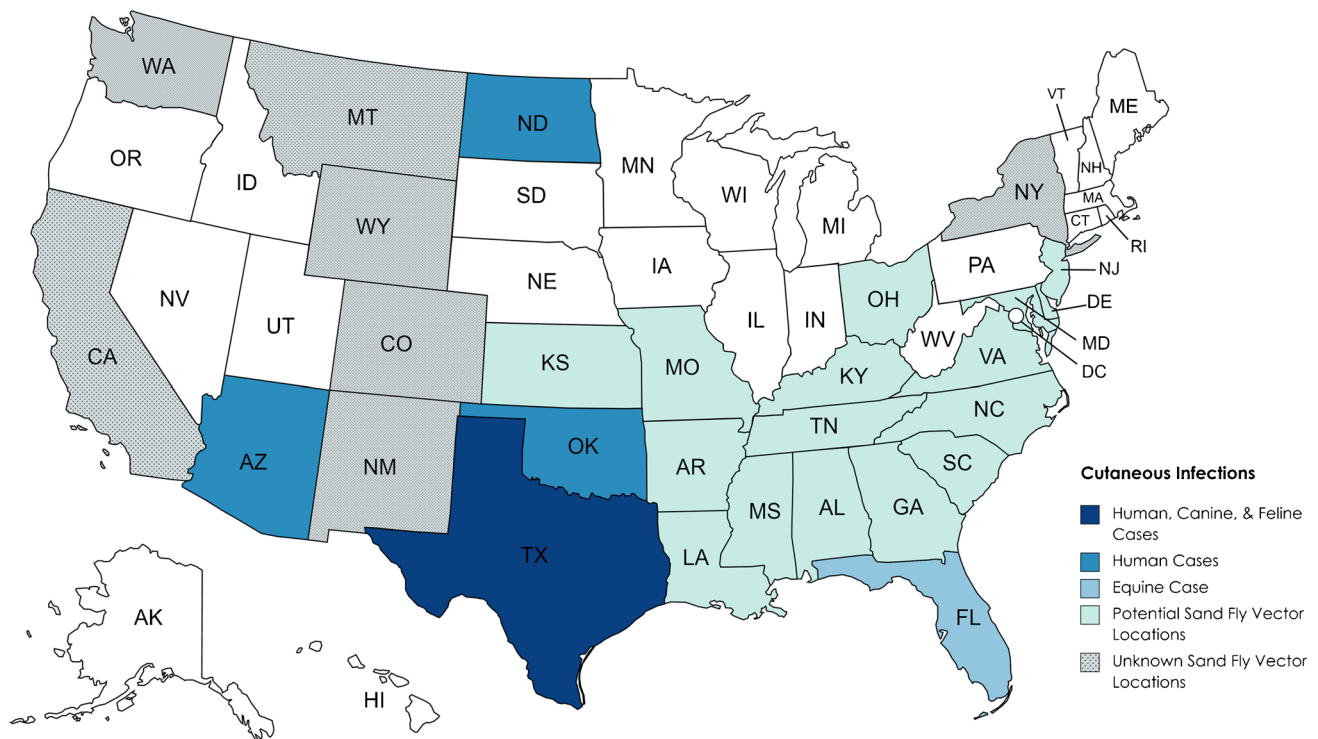 WA
MT
ND
MN
VT
ME
OR
ID
SD
WI
MI
NH
NY
MA
CT
RI
WY
NE
IA
PA
NJ
NV
UT
CO
KS
MO
IL
IN
OH
WV
DE
MD
DC
CA
KY
VA
AZ
NM
OK
AR
TN
NC
SC
MS
AL
GA
TX
LA
FL
AK
HI
Cutaneous Infections
Human, Canine, & Feline
Cases
Human Cases
Equine Case
Potential Sand Fly Vector
Locations
Unknown Sand Fly Vector
Locations